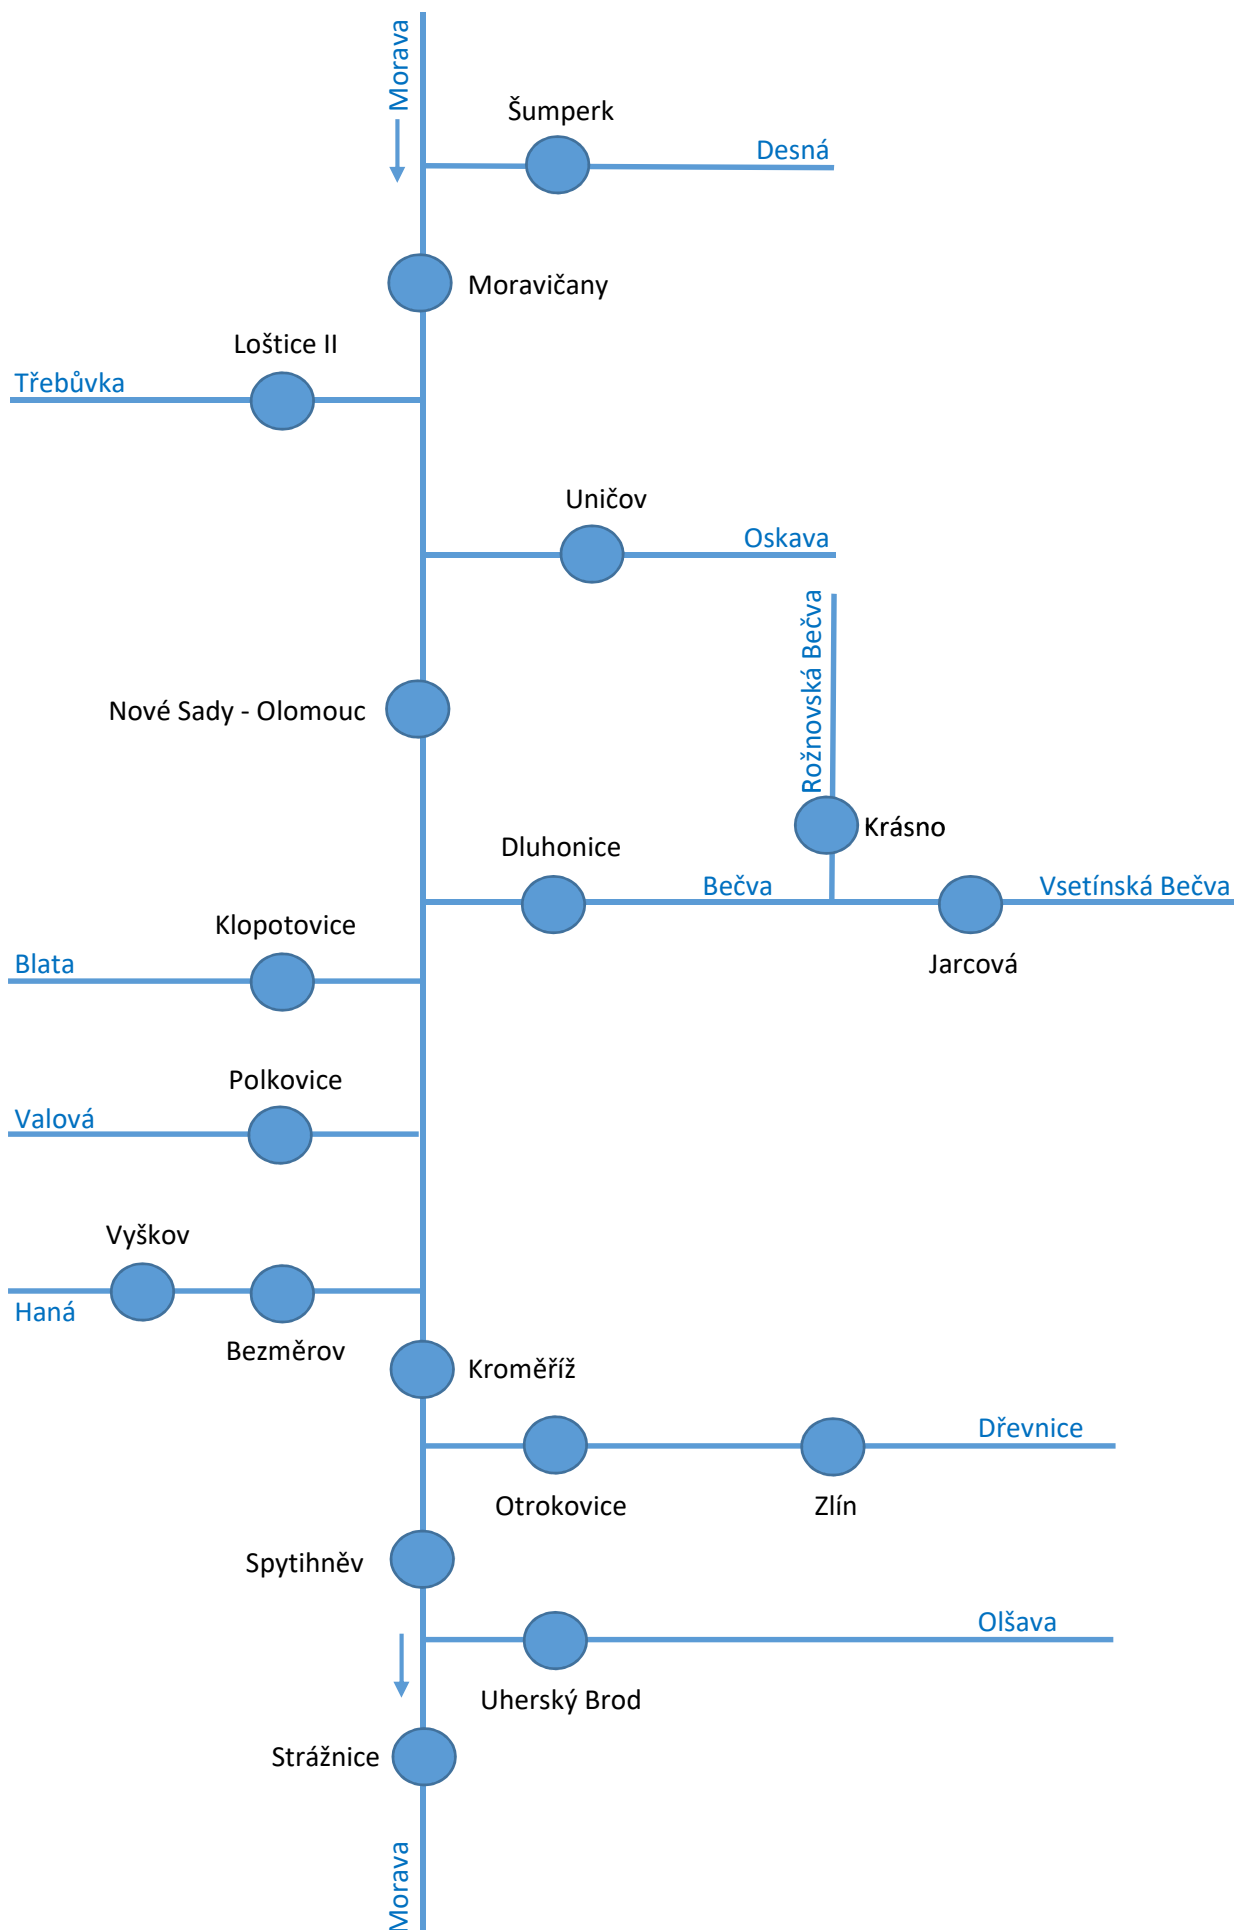 Morava
Šumperk
Desná
Moravičany
Loštice II
Třebůvka
Uničov
Oskava
Rožnovská Bečva
Nové Sady - Olomouc
Krásno
Dluhonice
Bečva
Vsetínská Bečva
Klopotovice
Blata
Jarcová
Polkovice
Valová
Vyškov
Haná
Bezměrov
Kroměříž
Dřevnice
Otrokovice
Zlín
Spytihněv
Olšava
Uherský Brod
Strážnice
Morava